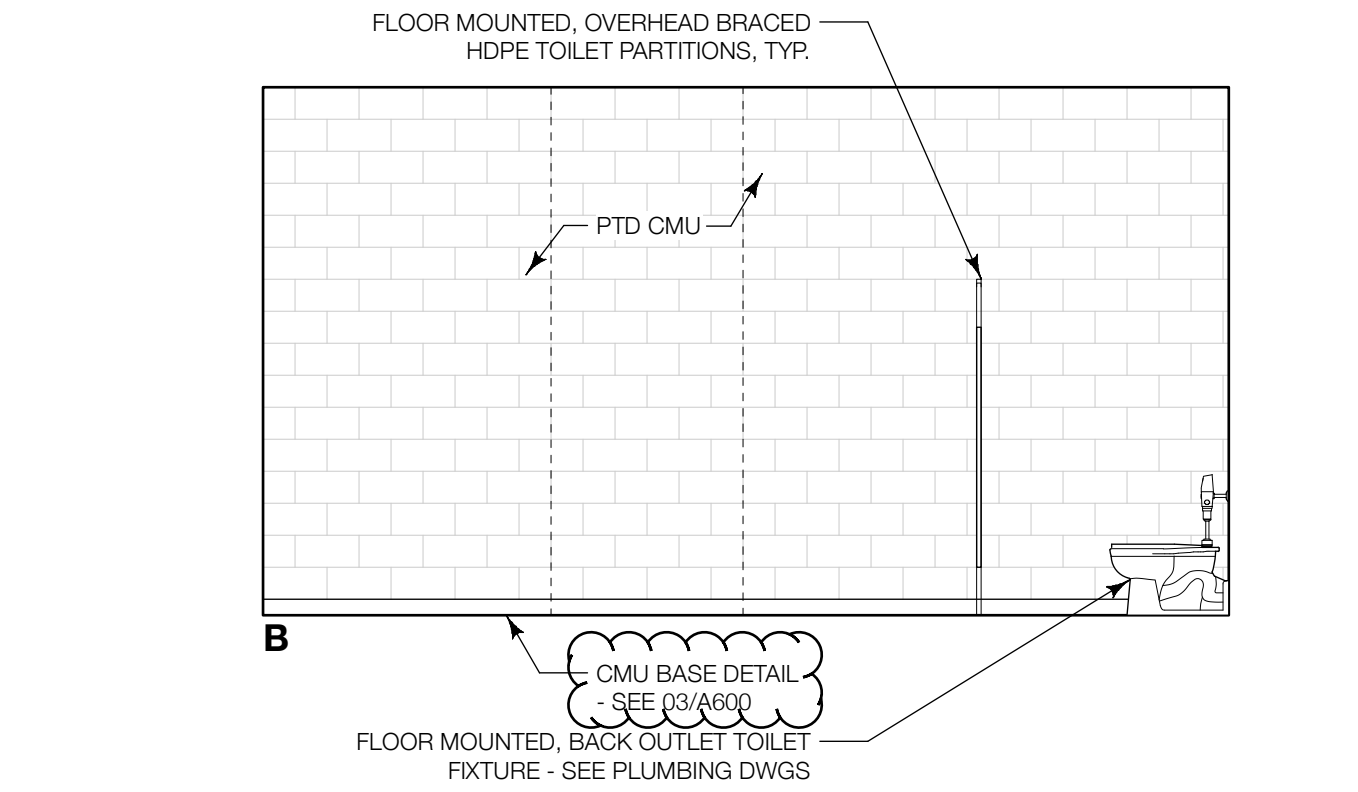 FLOOR MOUNTED, OVERHEAD BRACED
HDPE TOILET PARTITIONS, TYP.
PTD CMU
B
CMU BASE DETAIL
- SEE 03/A600
FLOOR MOUNTED, BACK OUTLET TOILET
FIXTURE - SEE PLUMBING DWGS